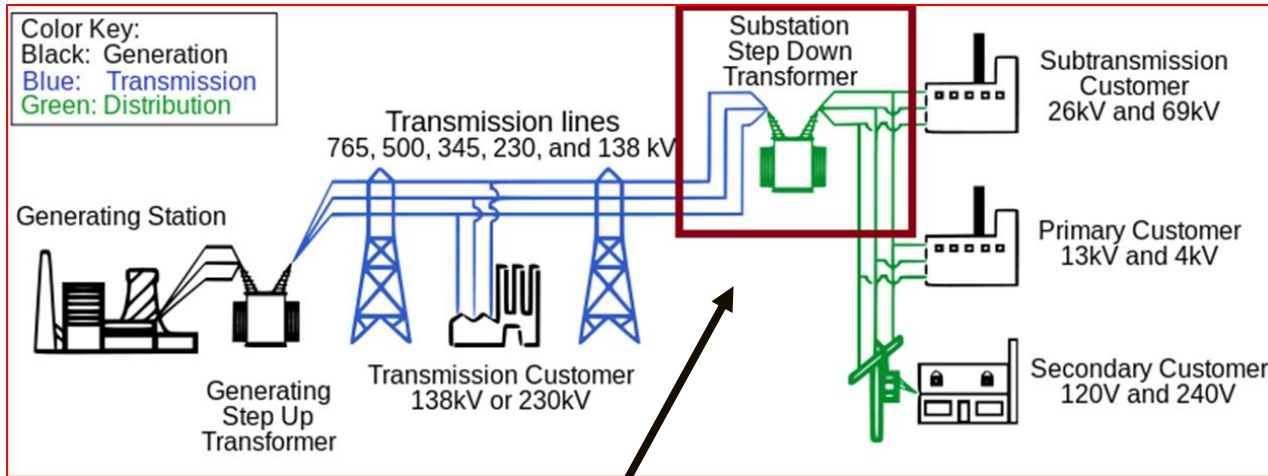 Color Key:
Black: Generation
Blue: Transmission
Green: Distribution
Substation
Step Down
Transformer
Subtransmission
Customer
26kV and 69kV
Transmission lines
765, 500, 345, 230, and 138 kV
Generating Station
Primary Customer
13kV and 4kV
Transmission Customer
138kV or 230kV
Generating
Step Up
Transformer
Secondary Customer
120V and 240V